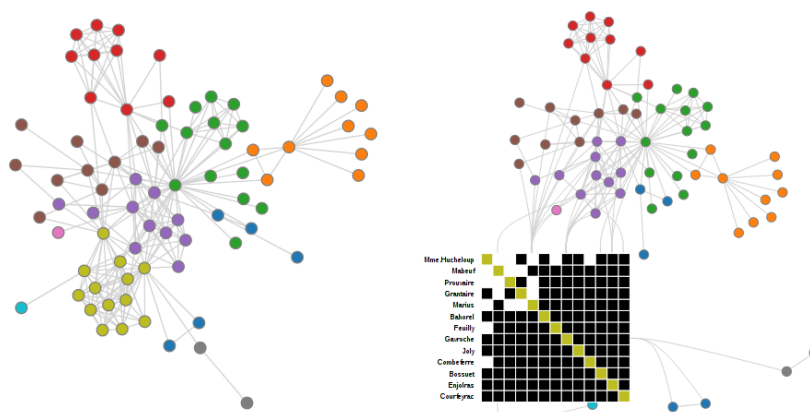 Mme.Hucheloup
Mabeuf
Prouvaire
Grantaire
Marius
Bahorel
Feuilly
Gavroche
Joly
Combeferre
Bossuet
Enjolras
Courfeyrac